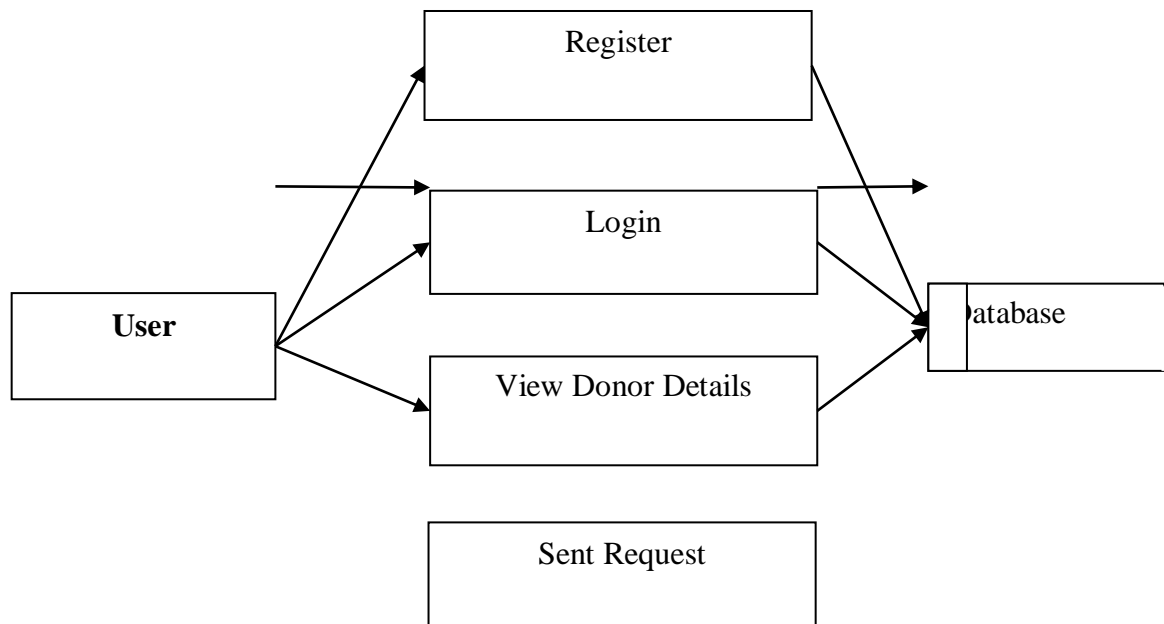 Register
Login
User
Database
View Donor Details
Sent Request